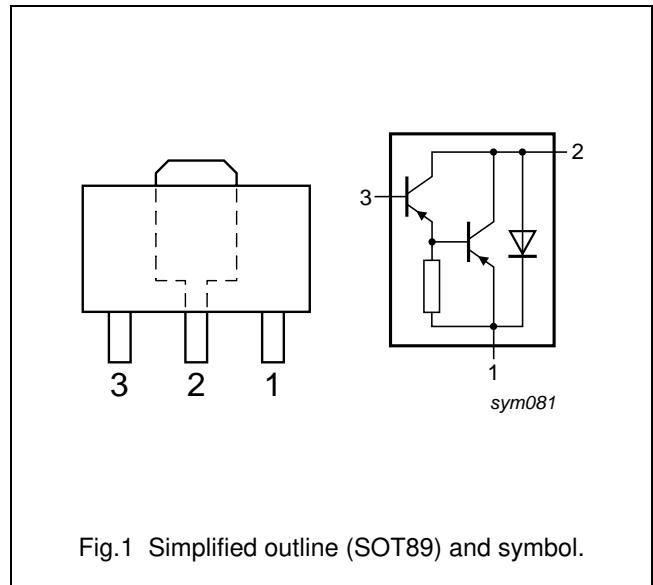 3 2 1
3
2
1
sym081
Fig.1 Simplified outline (SOT89) and symbol.